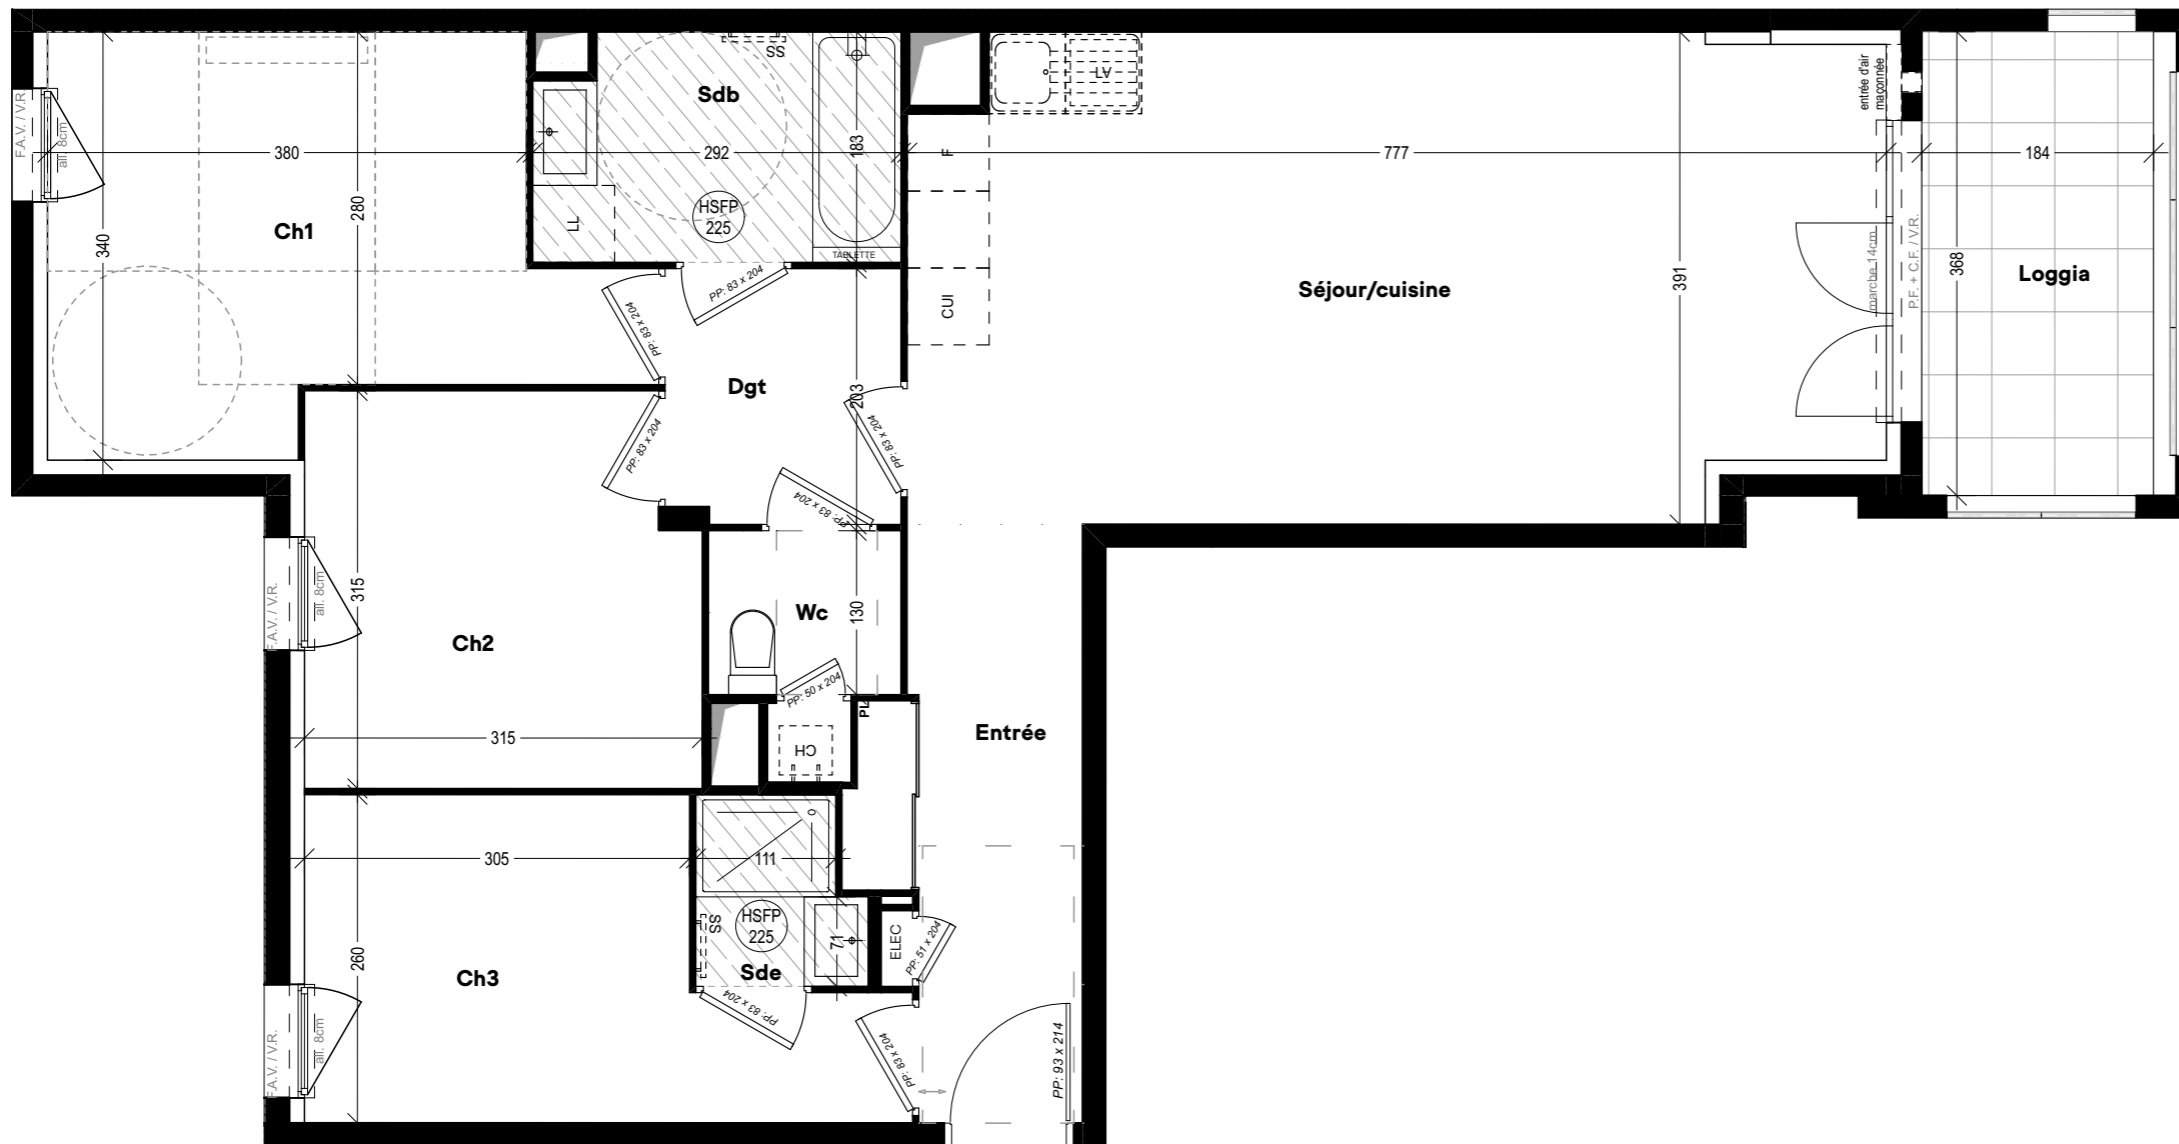 SS
Sdb
LV
entrée d'air
maçonnée
F.A.V. / V.R.
all. 8cm
380
292
183
F
777
184
280
HSFP
225
LL
Ch1
340
TABLETTE
PP: 83 x 204
PP: 83 x 204
CUI
Séjour/cuisine
391
marche 14cm
P.F. + C.F. / V.R.
368
Loggia
Dgt
203
PP: 83 x 204
PP: 83 x 204
PP: 83 x 204
F.A.V. / V.R.
all. 8cm
315
Wc
130
Ch2
PP: 50 x 204
PL
315
CH
Entrée
305
111
HSFP
225
SS
71
ELEC
PP: 51 x 204
260
Ch3
Sde
PP: 83 x 204
F.A.V. / V.R.
all. 8cm
PP: 83 x 204
PP: 93 x 214